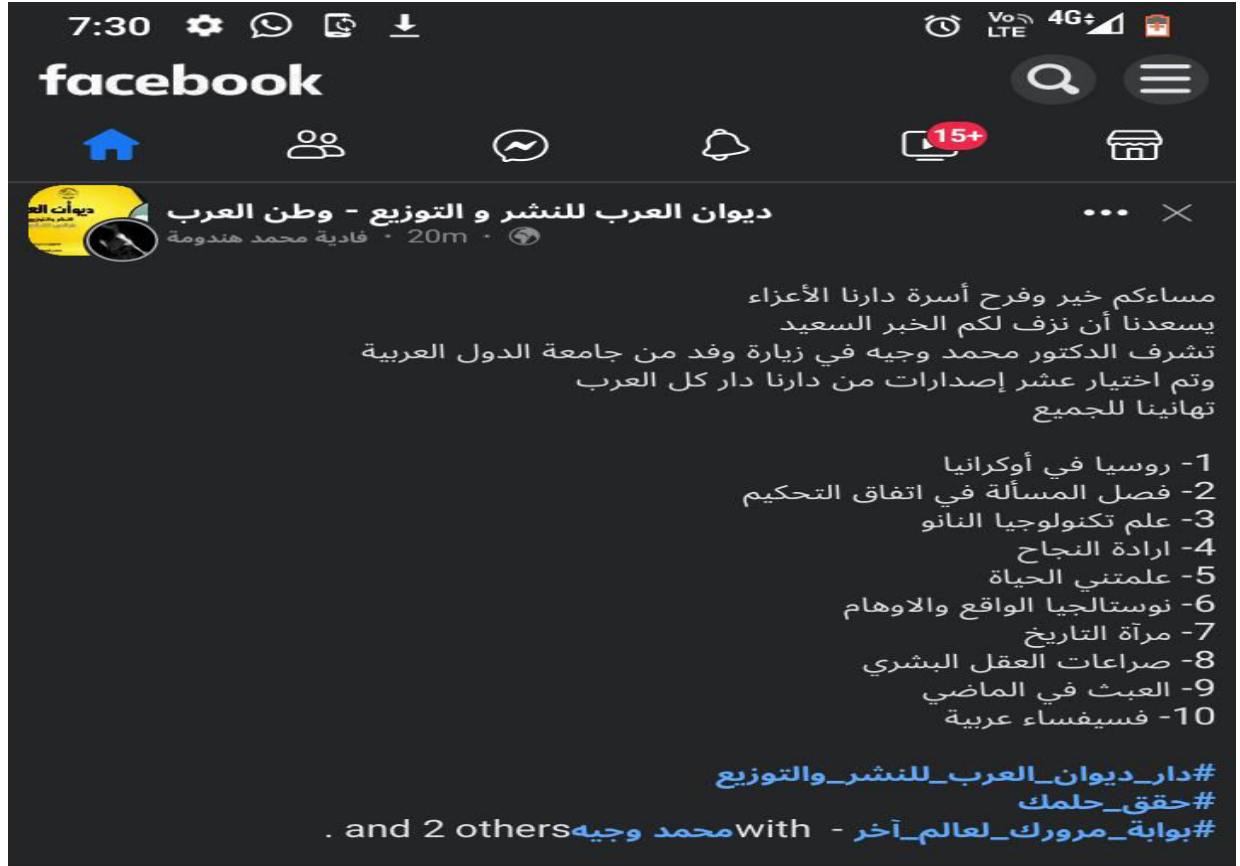 7:30
Vo LTE 4G
facebook
15+
ديوان العرب للنشر و التوزيع - وطن العرب
فادية محمد هندومة · 20m ·
مساءكم خير وفرح أسرة دارنا الأعزاء
يسعدنا أن نزف لكم الخبر السعيد
تشرف الدكتور محمد وجيه في زيارة وفد من جامعة الدول العربية
وتم اختيار عشر إصدارات من دارنا دار كل العرب
تهانينا للجميع
1- روسيا في أوكرانيا
2- فصل المسألة في اتفاق التحكيم
3- علم تكنولوجيا النانو
4- ارادة النجاح
5- علمتني الحياة
6- نوستالجيا الواقع والاوهام
7- مرآة التاريخ
8- صراعات العقل البشري
9- العبث في الماضي
10- فسيفساء عربية
#دار_ديوان_العرب_للنشر_والتوزيع
#حقق_حلمك
#بوابة_مرورك_لعالم_آخر - with محمد وجيه and 2 others .